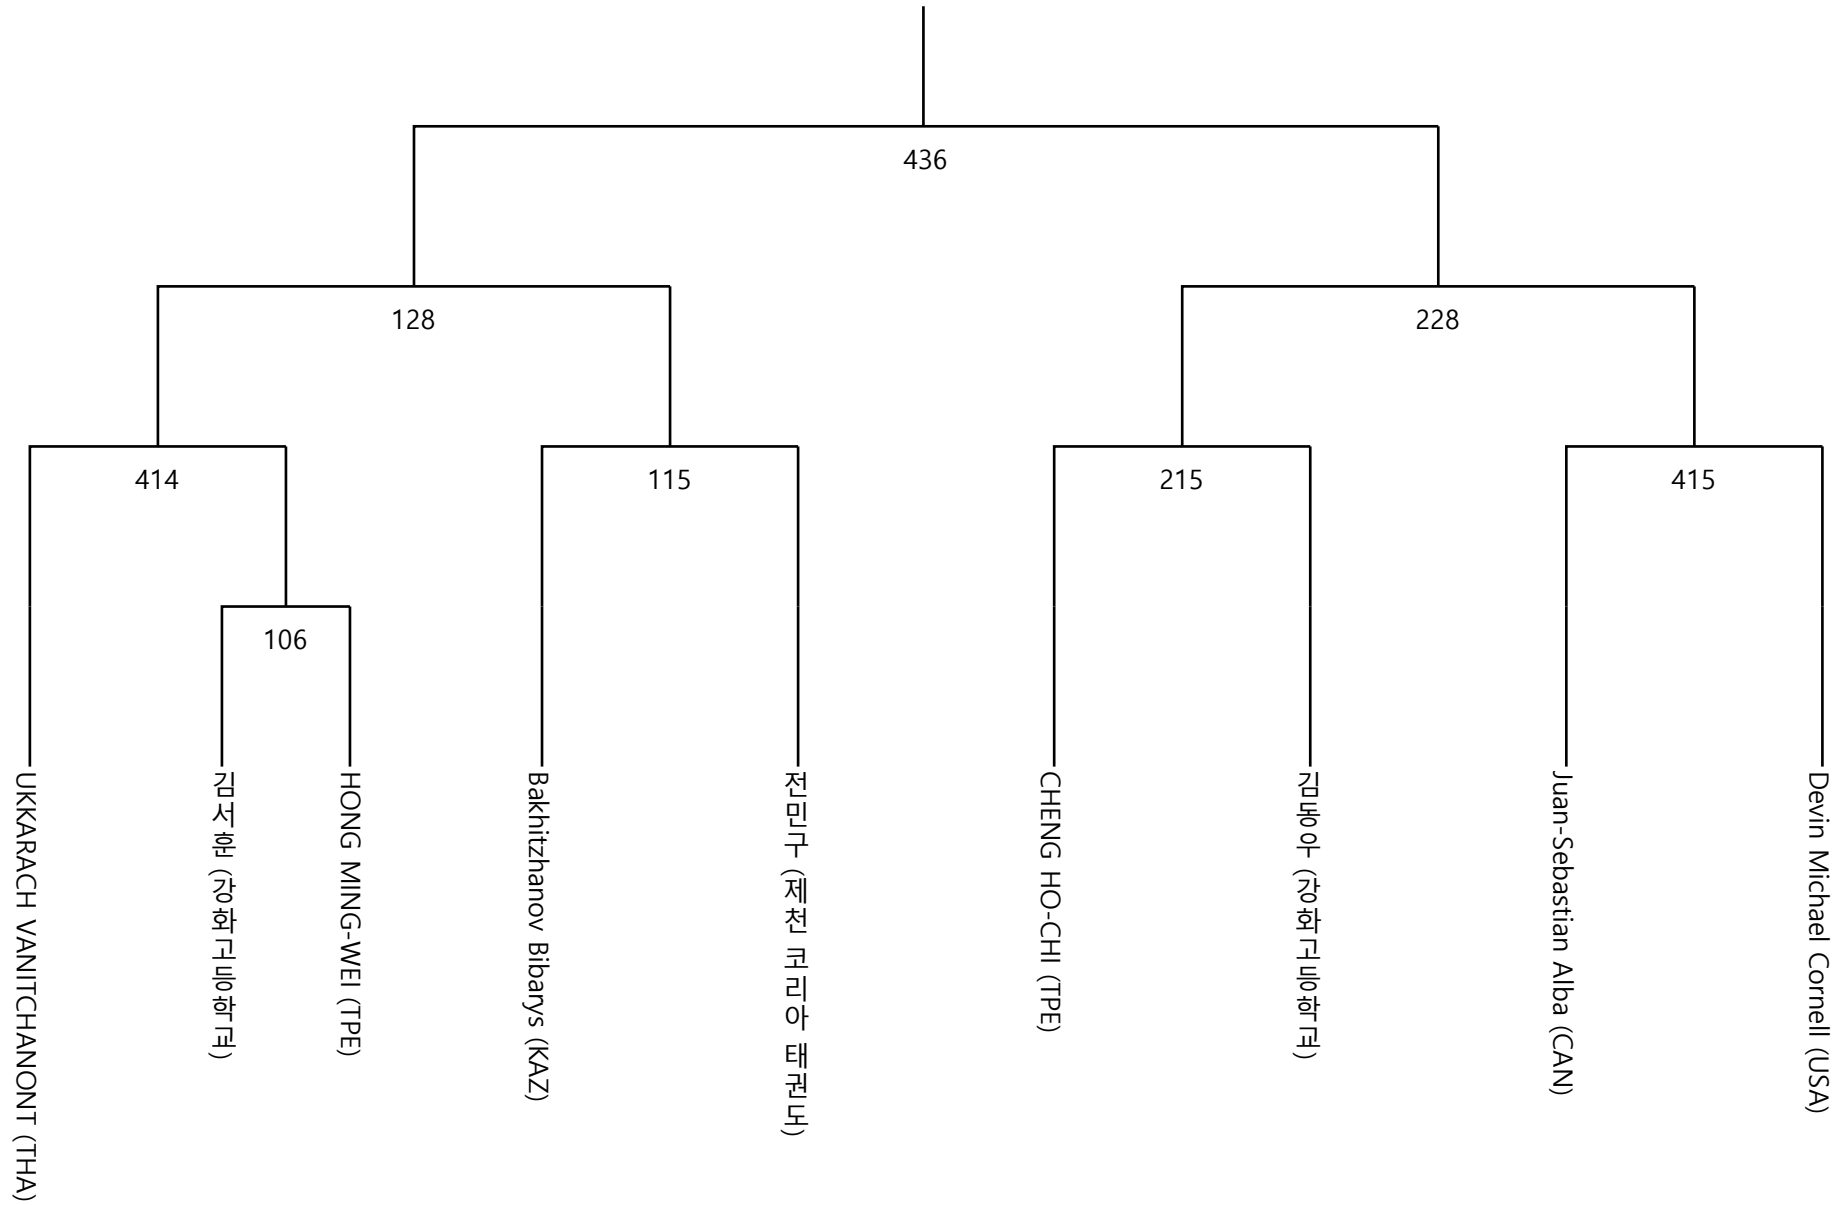 436
128
228
414
115
215
415
106
UKKARACH VANITCHANONT (THA)
김서훈 (강화고등학교)
HONG MING-WEI (TPE)
Bakhitzhanov Bibarys (KAZ)
전민구 (제천 코리아 태권도)
CHENG HO-CHI (TPE)
김동아 (강화고등학교)
Juan-Sebastian Alba (CAN)
Devin Michael Cornell (USA)